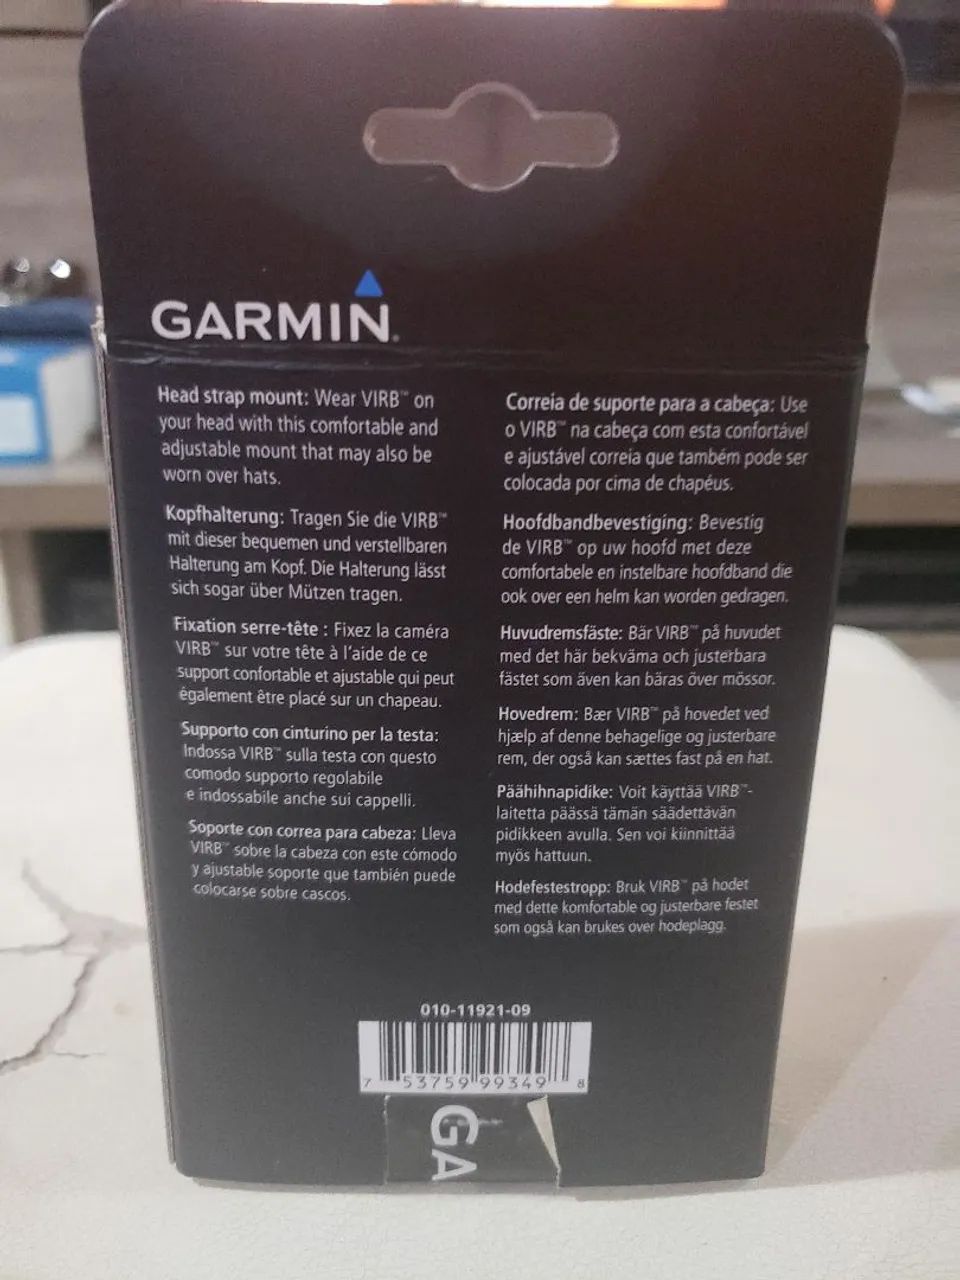 GARMIN.
Head strap mount: Wear VIRB™ on
your head with this comfortable and
adjustable mount that may also be
worn over hats.
Kopfhalterung: Tragen Sie die VIRB™
mit dieser bequemen und verstellbaren
Halterung am Kopf. Die Halterung lässt
sich sogar über Mützen tragen.
Fixation serre-tête : Fixez la caméra
VIRB™ sur votre tête à l'aide de ce
support confortable et ajustable qui peut
également être placé sur un chapeau.
Supporto con cinturino per la testa:
Indossa VIRB™ sulla testa con questo
comodo supporto regolabile
e indossabile anche sui cappelli.
Soporte con correa para cabeza: Lleva
VIRB™ sobre la cabeza con este cómodo
y ajustable soporte que también puede
colocarse sobre cascos.
Correia de suporte para a cabeça: Use
o VIRB™ na cabeça com esta confortável
e ajustável correia que também pode ser
colocada por cima de chapéus.
Hoofdbandbevestiging: Bevestig
de VIRB™ op uw hoofd met deze
comfortabele en instelbare hoofdband die
ook over een helm kan worden gedragen.
Huvudremsfäste: Bär VIRB™ på huvudet
med det här bekväma och justerbara
fästet som även kan bäras över mössor.
Hovedrem: Bær VIRB™ på hovedet ved
hjælp af denne behagelige og justerbare
rem, der også kan sættes fast på en hat.
Päähihnapidike: Voit käyttää VIRB™-
laitetta päässä tämän säädettävän
pidikkeen avulla. Sen voi kiinnittää
myös hattuun.
Hodefestestropp: Bruk VIRB™ på hodet
med dette komfortable og justerbare festet
som også kan brukes over hodeplagg.
010-11921-09
7 53759 99349 8
GA